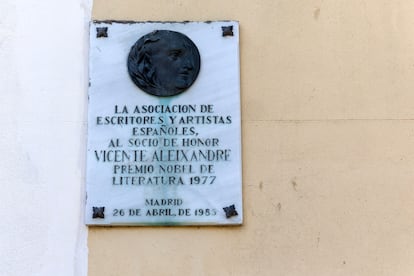 LA ASOCIACION DE
ESCRITORES Y ARTISTAS
ESPAÑOLES,
AL SOCIO DE HONOR
VICENTE ALEIXANDRE
PREMIO NOBEL DE
LITERATURA 1977
MADRID
26 DE ABRIL, DE 1985